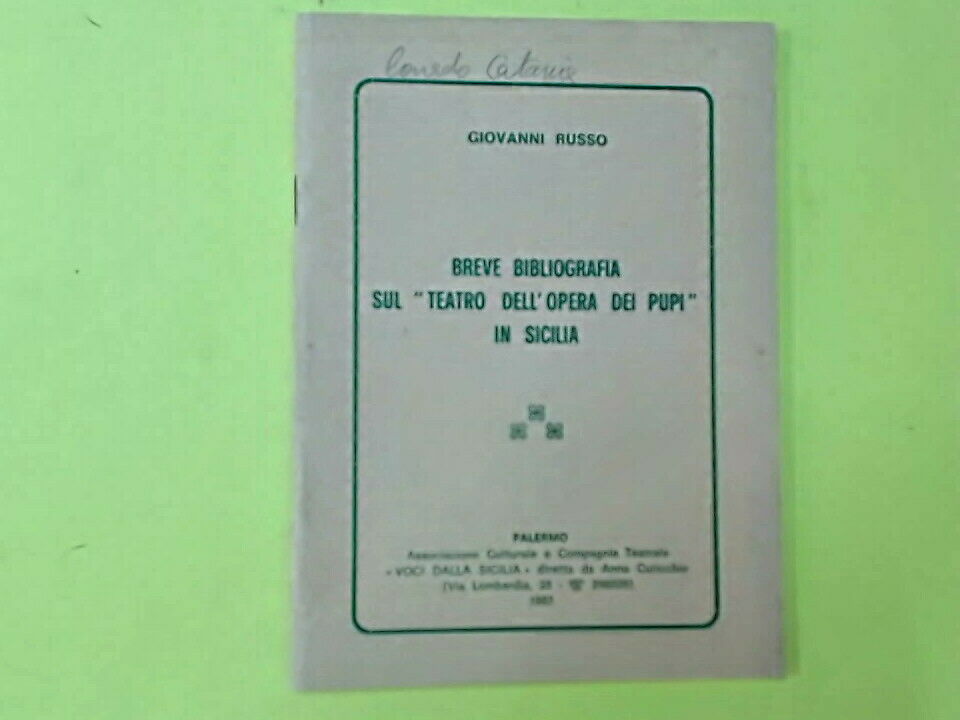 Corrado Catania
GIOVANNI RUSSO
BREVE BIBLIOGRAFIA
SUL "TEATRO DELL'OPERA DEI PUPI"
IN SICILIA
PALERMO
Associazione Culturale e Compagnia Teatrale
«VOCI DALLA SICILIA» diretta da Anna
(Via Lombardia, 25 - ☎